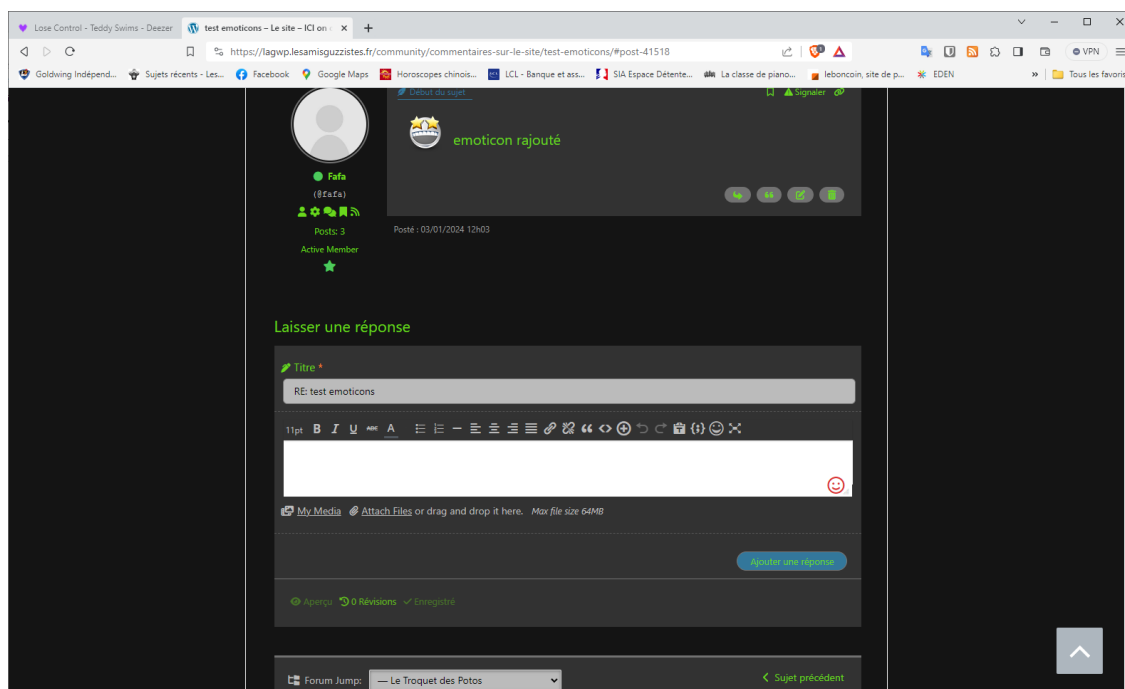 Lose Control - Teddy Swims - Deezer
test emoticons – Le site – ICI on
https://lagwp.lesamisguzzistes.fr/community/commentaires-sur-le-site/test-emoticons/#post-41518
VPN
Goldwing Indépend...
Sujets récents - Les...
Facebook
Google Maps
Horoscopes chinois...
LCL - Banque et ass...
SIA Espace Détente...
La classe de piano...
leboncoin, site de p...
EDEN
»
Tous les favoris
Début du sujet
Signaler
emoticon rajouté
Fafa
(@fafa)
Posts: 3
Active Member
Posté : 03/01/2024 12h03
Laisser une réponse
Titre *
RE: test emoticons
11pt B I U ABC A
My Media Attach Files or drag and drop it here. Max file size 64MB
Ajouter une réponse
Aperçu 0 Révisions Enregistré
Forum Jump: — Le Troquet des Potos
Sujet précédent